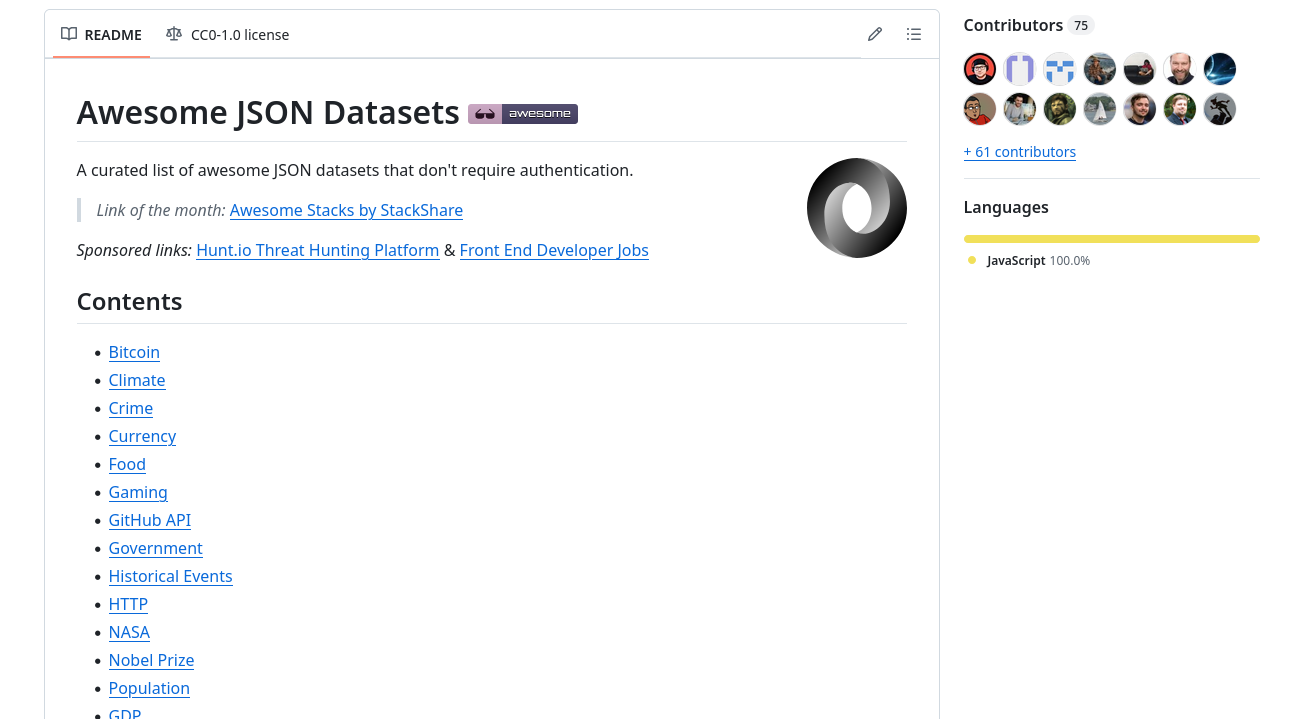 README
CC0-1.0 license
Awesome JSON Datasets awesome
A curated list of awesome JSON datasets that don't require authentication.
Link of the month: Awesome Stacks by StackShare
Sponsored links: Hunt.io Threat Hunting Platform & Front End Developer Jobs
Contents
Bitcoin
Climate
Crime
Currency
Food
Gaming
GitHub API
Government
Historical Events
HTTP
NASA
Nobel Prize
Population
GDP
Contributors 75
+ 61 contributors
Languages
JavaScript 100.0%